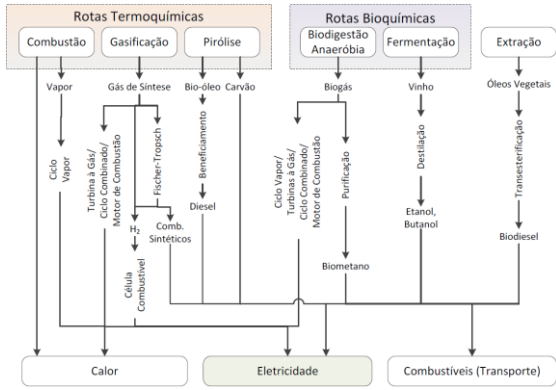 Rotas Termoquímicas
Rotas Bioquímicas
Combustão
Gasificação
Pirólise
Biodigestão
Anaeróbia
Fermentação
Extração
Vapor
Gás de Síntese
Bio-óleo
Carvão
Biogás
Vinho
Óleos Vegetais
Ciclo
Vapor
Turbina à Gás/
Ciclo Combinado/
Motor de Combustão
Fischer-Tropsch
Beneficiamento
Ciclo Vapor/
Turbinas à Gás/
Ciclo Combinado/
Motor de Combustão
Purificação
Destilação
Transesterificação
H₂
Comb.
Sintéticos
Diesel
Etanol,
Butanol
Biodiesel
Célula
Combustível
Biometano
Calor
Eletricidade
Combustíveis (Transporte)